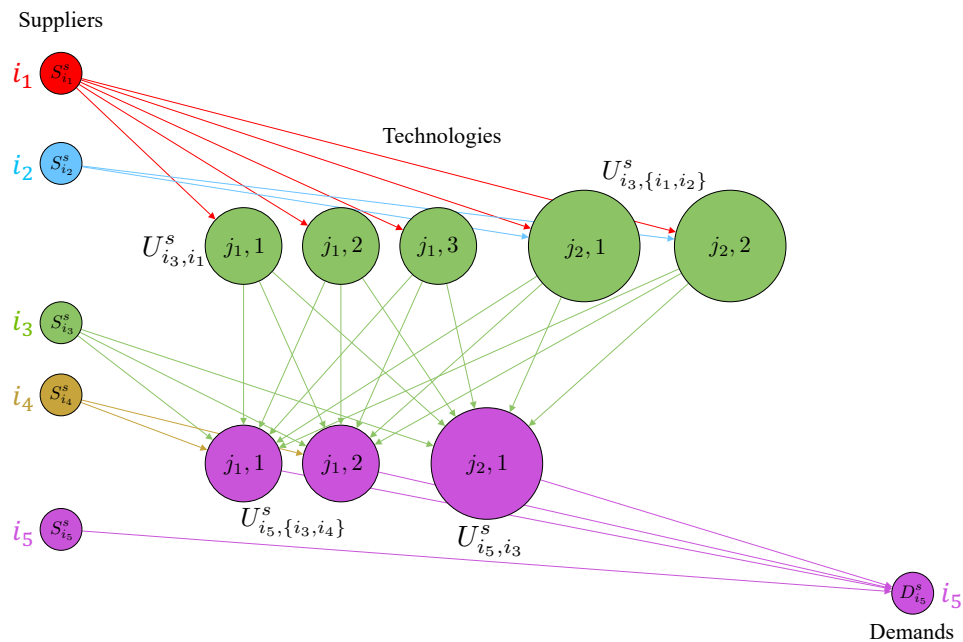 Suppliers
i₁ S^s_{i₁}
Technologies
i₂ S^s_{i₂}
U^s_{i₃,{i₁,i₂}}
U^s_{i₃,i₁}
j₁, 1 j₁, 2 j₁, 3 j₂, 1 j₂, 2
i₃ S^s_{i₃}
i₄ S^s_{i₄}
j₁, 1 j₁, 2 j₂, 1
U^s_{i₅,{i₃,i₄}}
i₅ S^s_{i₅}
U^s_{i₅,i₃}
D^s_{i₅} i₅
Demands